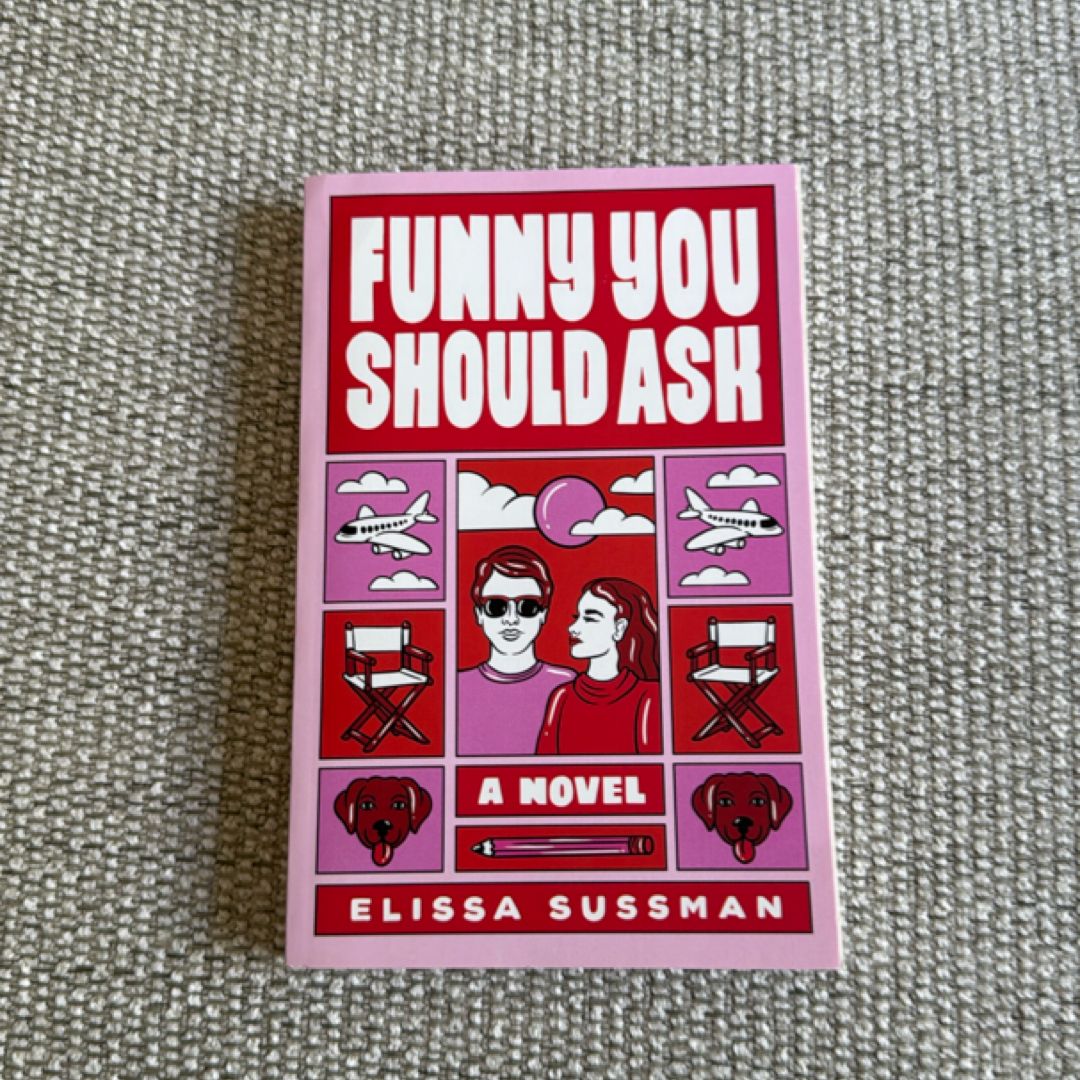 FUNNY YOU
SHOULD ASK
A NOVEL
ELISSA SUSSMAN